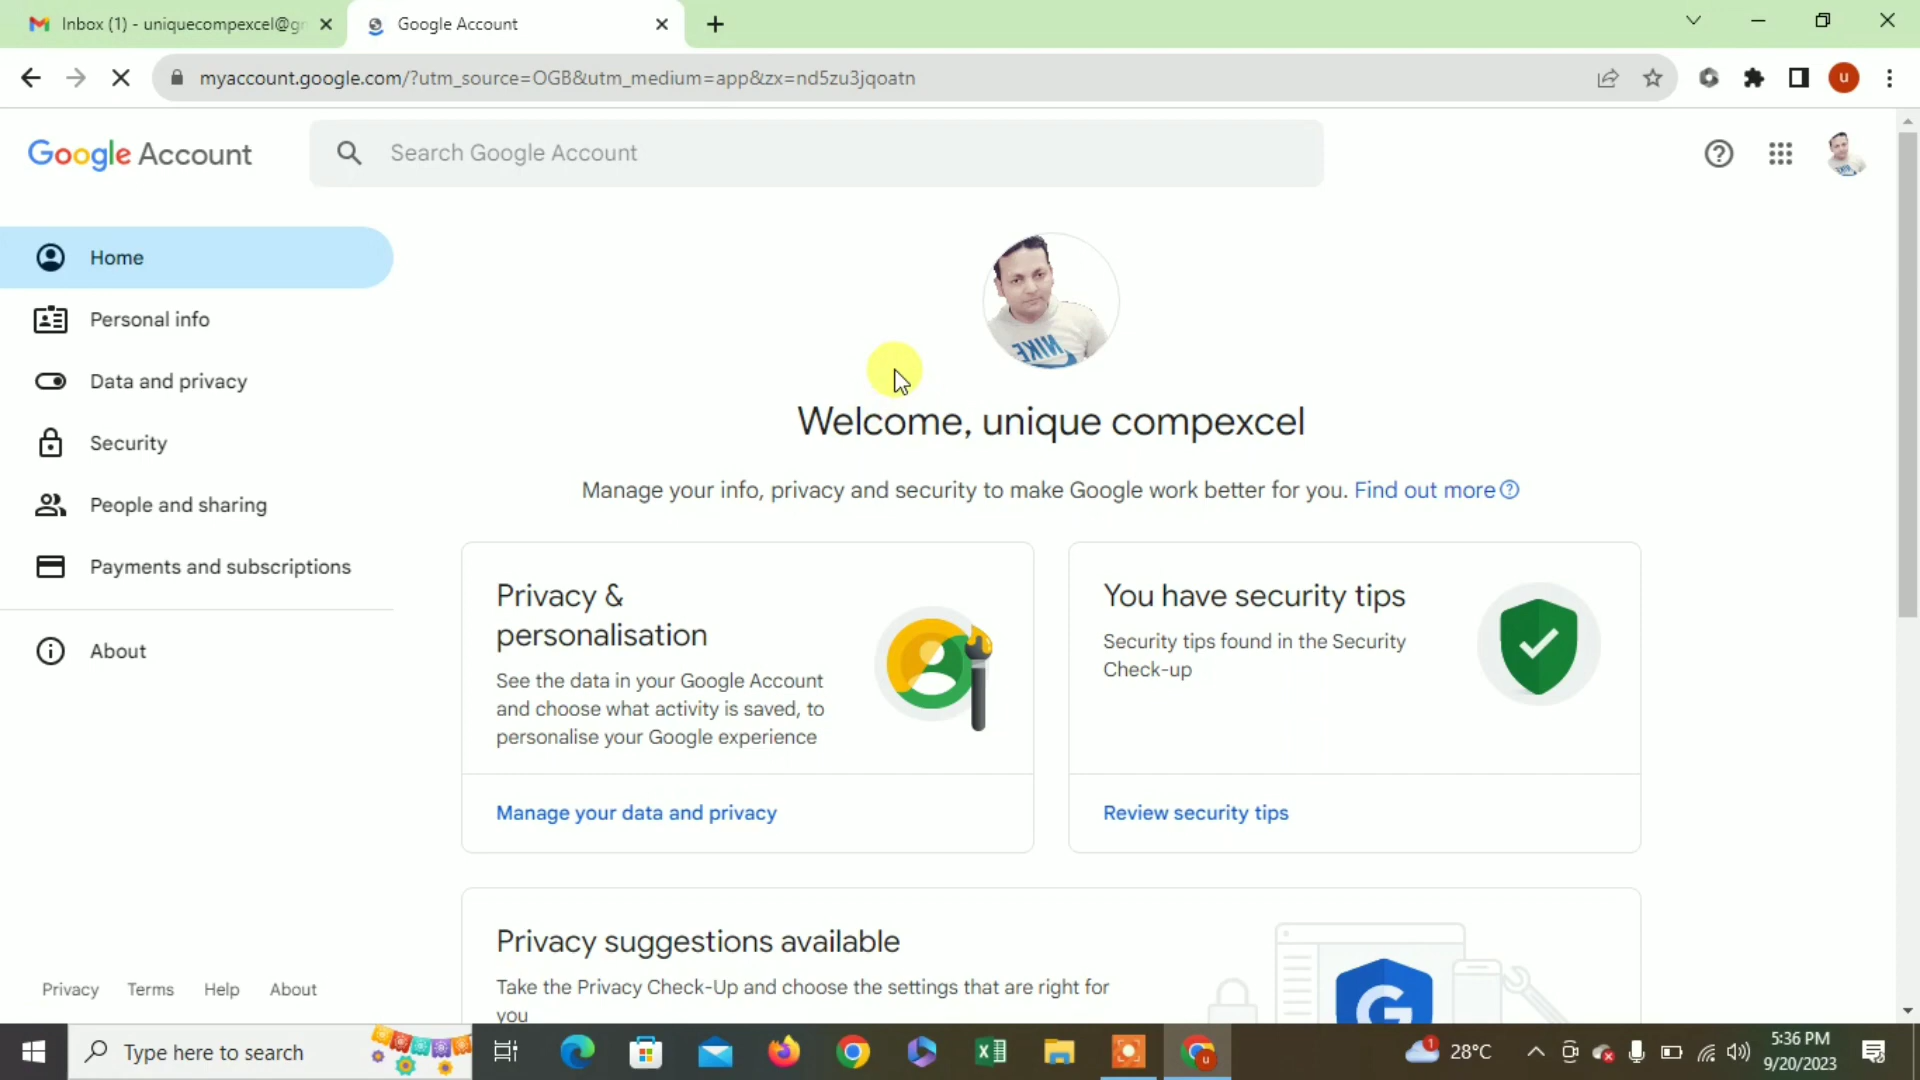 Inbox (1) - uniquecompexcel@gm
Google Account
myaccount.google.com/?utm_source=OGB&utm_medium=app&zx=nd5zu3jqoatn
u
Google Account
Search Google Account
Home
Personal info
Data and privacy
Security
People and sharing
Payments and subscriptions
About
NIKE
Welcome, unique compexcel
Manage your info, privacy and security to make Google work better for you. Find out more
Privacy &
personalisation
See the data in your Google Account
and choose what activity is saved, to
personalise your Google experience
Manage your data and privacy
You have security tips
Security tips found in the Security
Check-up
Review security tips
Privacy suggestions available
Take the Privacy Check-Up and choose the settings that are right for
you
G
Privacy
Terms
Help
About
Type here to search
u
1
28°C
5:36 PM
9/20/2023